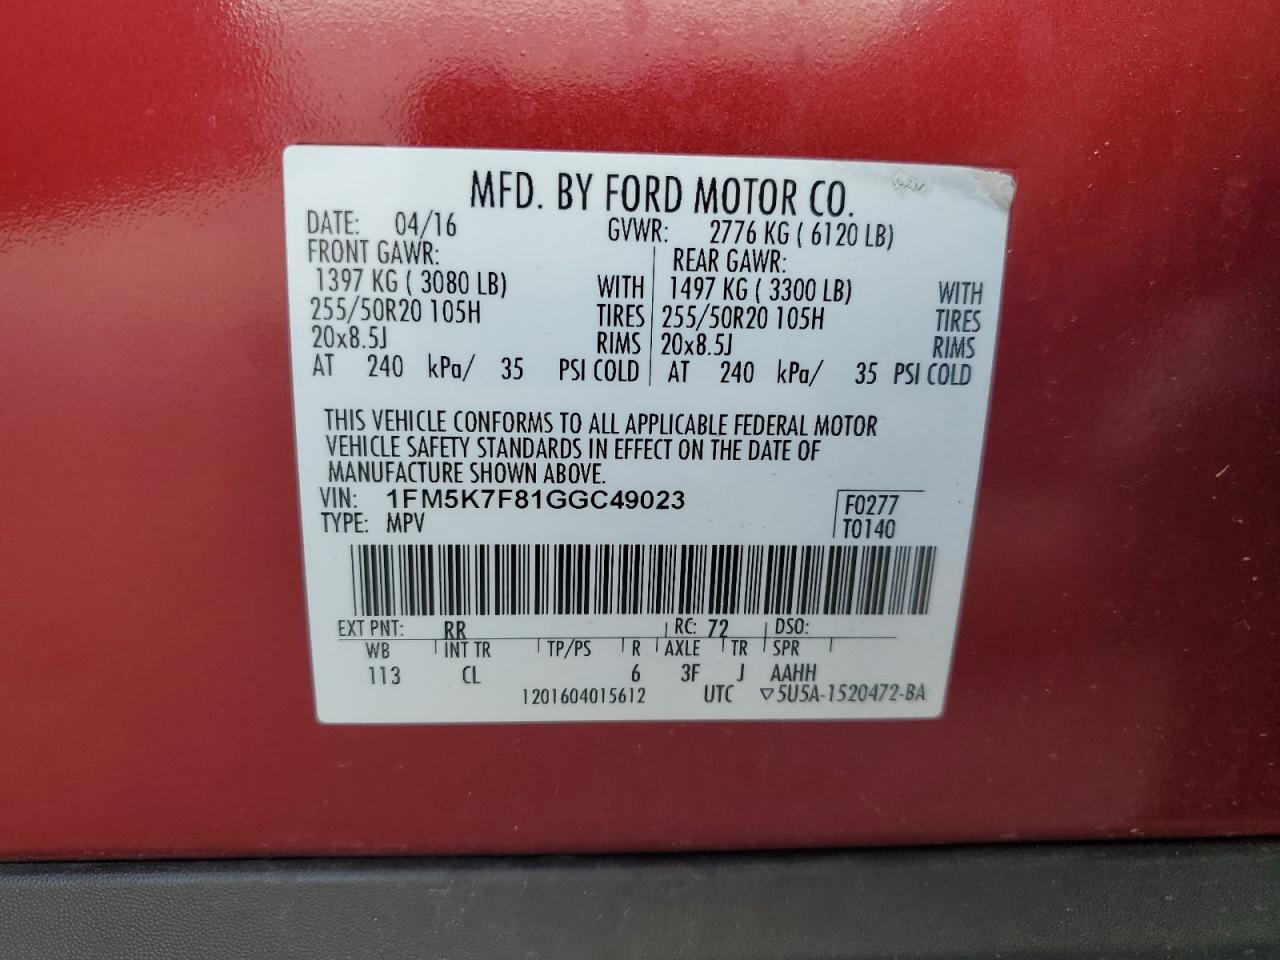 MFD. BY FORD MOTOR CO.
DATE: 04/16 GVWR: 2776 KG ( 6120 LB)
FRONT GAWR: REAR GAWR:
1397 KG ( 3080 LB) WITH 1497 KG ( 3300 LB) WITH
255/50R20 105H TIRES 255/50R20 105H TIRES
20x8.5J RIMS 20x8.5J RIMS
AT 240 kPa/ 35 PSI COLD AT 240 kPa/ 35 PSI COLD
THIS VEHICLE CONFORMS TO ALL APPLICABLE FEDERAL MOTOR
VEHICLE SAFETY STANDARDS IN EFFECT ON THE DATE OF
MANUFACTURE SHOWN ABOVE.
VIN: 1FM5K7F81GGC49023 F0277
TYPE: MPV T0140
EXT PNT: RR RC: 72 DSO:
WB INT TR TP/PS R AXLE TR SPR
113 CL 6 3F J AAHH
1201604015612 UTC ▽5U5A-1520472-BA